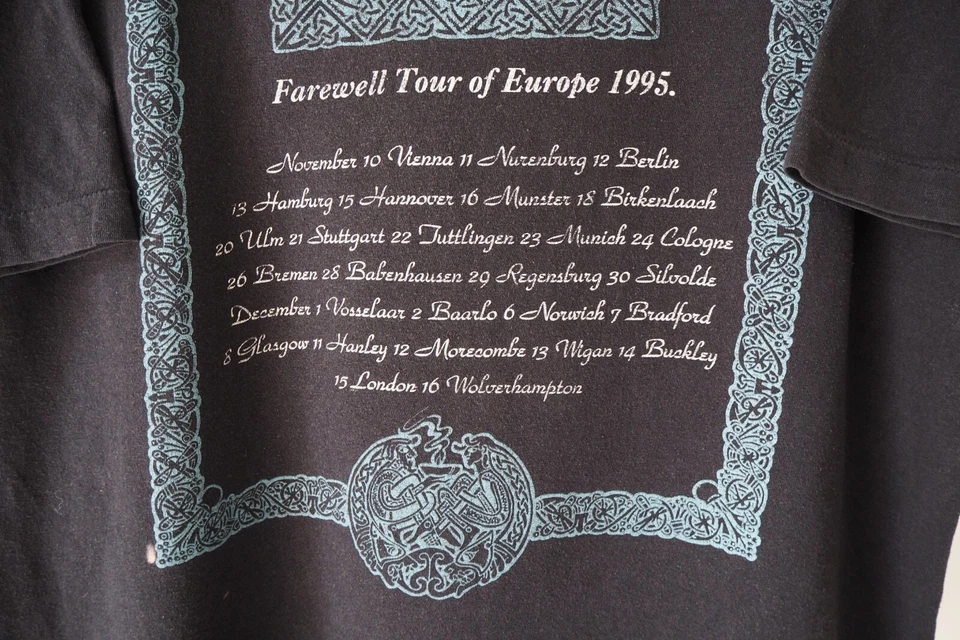 Farewell Tour of Europe 1995.
November 10 Vienna 11 Nurenburg 12 Berlin
13 Hamburg 15 Hannover 16 Munster 18 Birkenlaach
20 Ulm 21 Stuttgart 22 Tuttlingen 23 Munich 24 Cologne
26 Bremen 28 Babenhausen 29 Regensburg 30 Silvolde
December 1 Vosselaar 2 Baarlo 6 Norwich 7 Bradford
8 Glasgow 11 Hanley 12 Morecombe 13 Wigan 14 Buckley
15 London 16 Wolverhampton